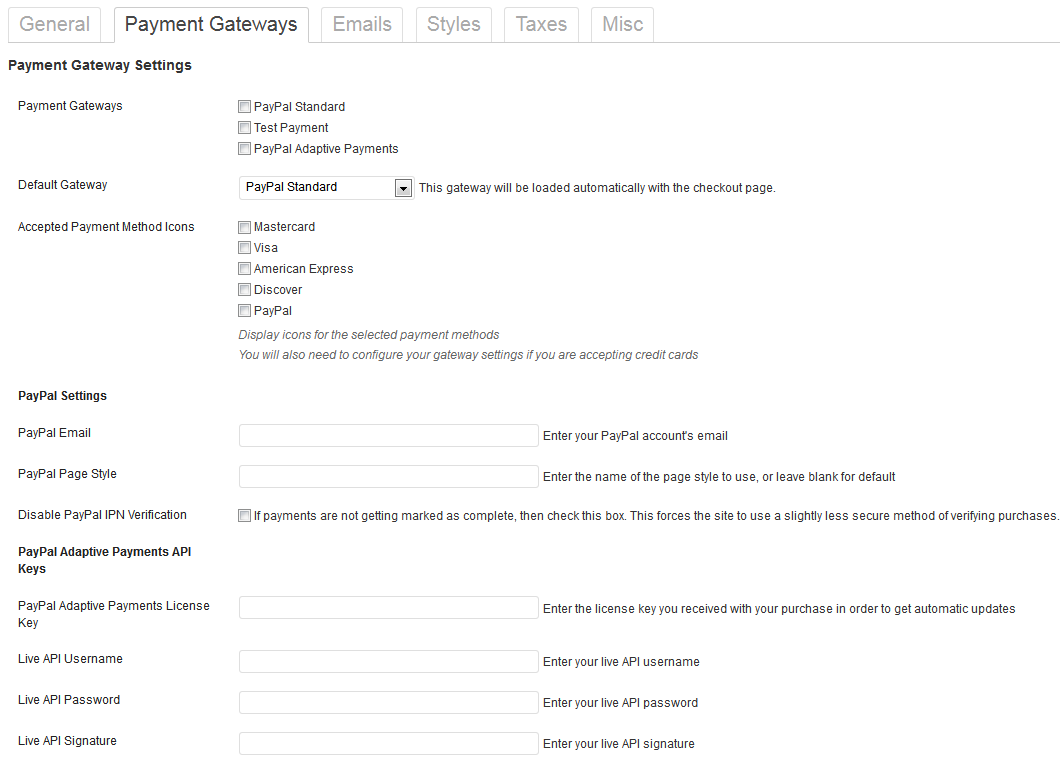 General Payment Gateways Emails Styles Taxes Misc
Payment Gateway Settings
Payment Gateways
PayPal Standard
Test Payment
PayPal Adaptive Payments
Default Gateway
PayPal Standard This gateway will be loaded automatically with the checkout page.
Accepted Payment Method Icons
Mastercard
Visa
American Express
Discover
PayPal
Display icons for the selected payment methods
You will also need to configure your gateway settings if you are accepting credit cards
PayPal Settings
PayPal Email
Enter your PayPal account's email
PayPal Page Style
Enter the name of the page style to use, or leave blank for default
Disable PayPal IPN Verification
If payments are not getting marked as complete, then check this box. This forces the site to use a slightly less secure method of verifying purchases.
PayPal Adaptive Payments API
Keys
PayPal Adaptive Payments License
Key
Enter the license key you received with your purchase in order to get automatic updates
Live API Username
Enter your live API username
Live API Password
Enter your live API password
Live API Signature
Enter your live API signature